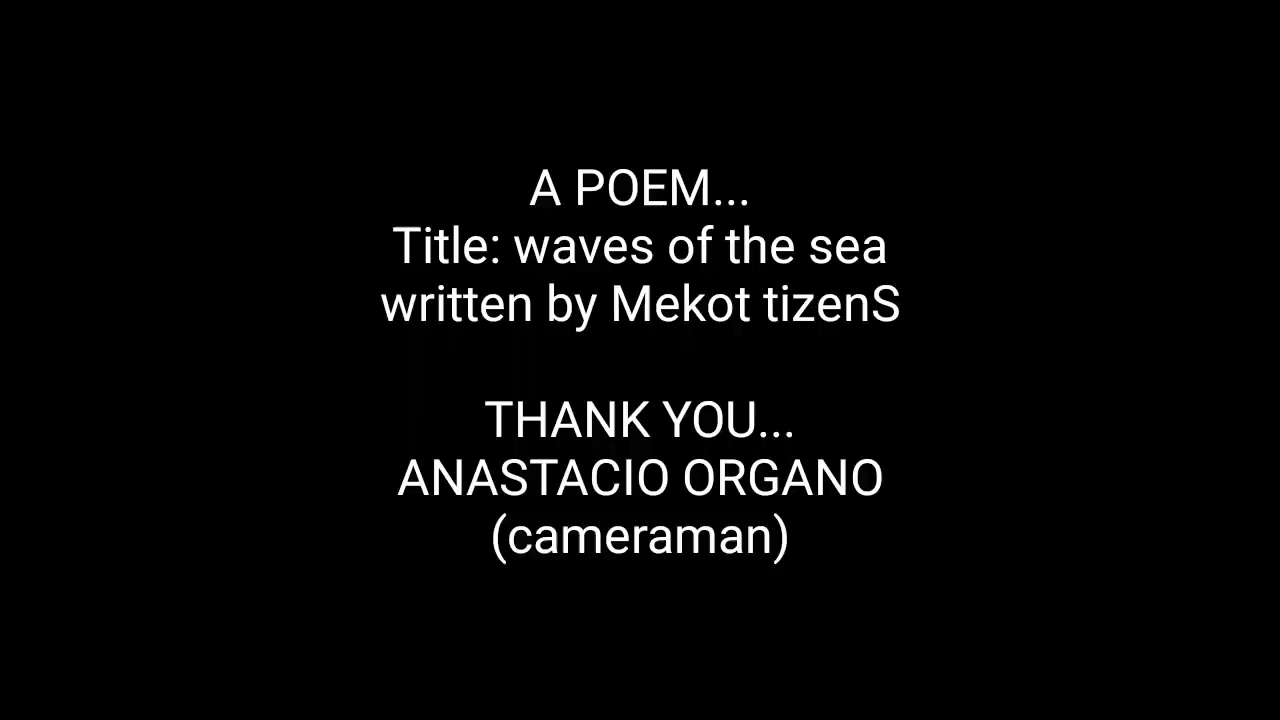 A POEM...
Title: waves of the sea
written by Mekot tizenS
THANK YOU...
ANASTACIO ORGANO
(cameraman)